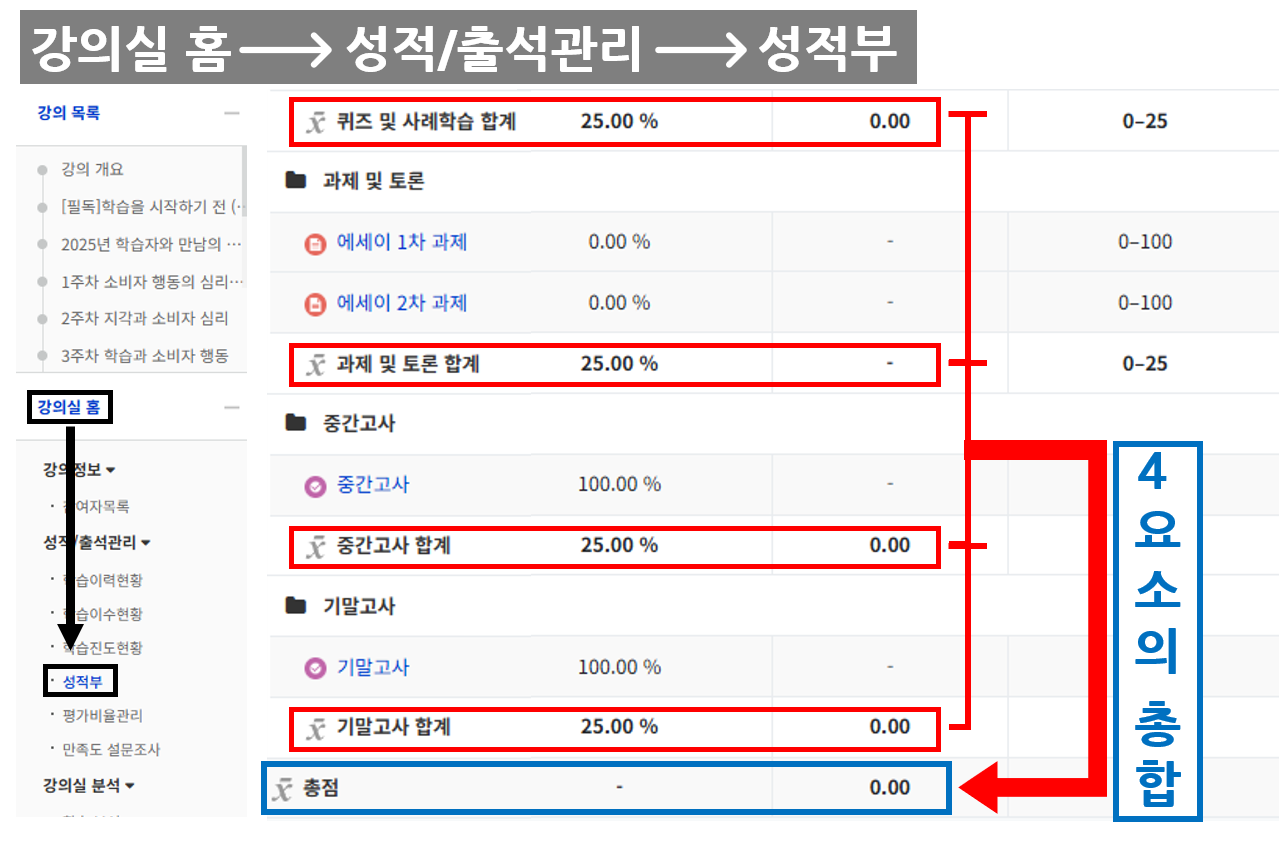 강의실 홈 → 성적/출석관리 → 성적부
강의 목록
강의 개요
[필독]학습을 시작하기 전 (…
2025년 학습자와 만남의 …
1주차 소비자 행동의 심리…
2주차 지각과 소비자 심리
3주차 학습과 소비자 행동
강의실 홈
강의정보
여자목록
성적/출석관리
학습이력현황
학습이수현황
학습진도현황
성적부
평가비율관리
만족도 설문조사
강의실 분석
퀴즈 및 사례학습 합계 25.00 % 0.00 0–25
과제 및 토론
에세이 1차 과제 0.00 % - 0–100
에세이 2차 과제 0.00 % - 0–100
과제 및 토론 합계 25.00 % - 0–25
중간고사
중간고사 100.00 % -
중간고사 합계 25.00 % 0.00
기말고사
기말고사 100.00 % -
기말고사 합계 25.00 % 0.00
총점 - 0.00
4
요
소
의
총
합